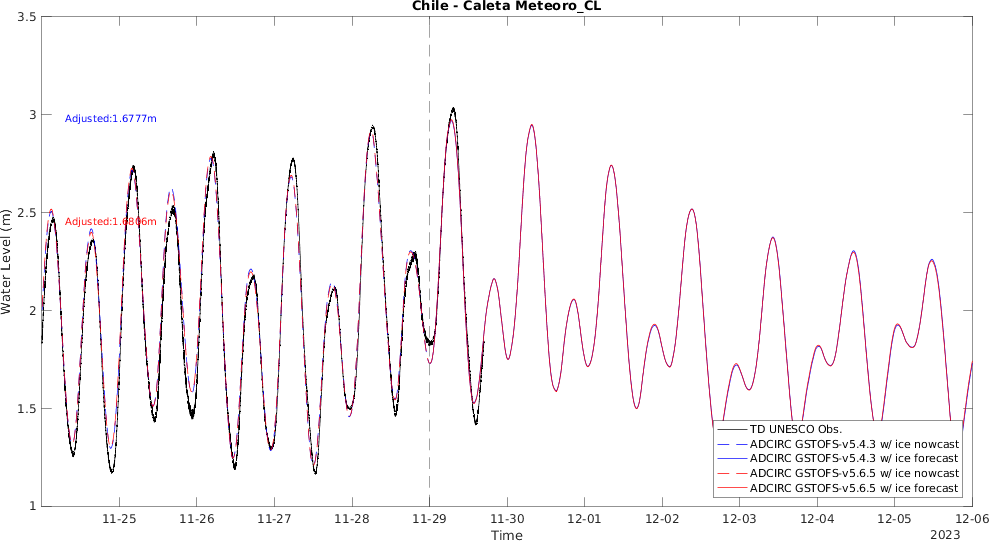 Chile - Caleta Meteoro_CL
3.5
3
2.5
2
1.5
1
Water Level (m)
Adjusted:1.6777m
Adjusted:1.6806m
TD UNESCO Obs.
ADCIRC GSTOFS-v5.4.3 w/ ice nowcast
ADCIRC GSTOFS-v5.4.3 w/ ice forecast
ADCIRC GSTOFS-v5.6.5 w/ ice nowcast
ADCIRC GSTOFS-v5.6.5 w/ ice forecast
11-25 11-26 11-27 11-28 11-29 11-30 12-01 12-02 12-03 12-04 12-05 12-06
Time
2023